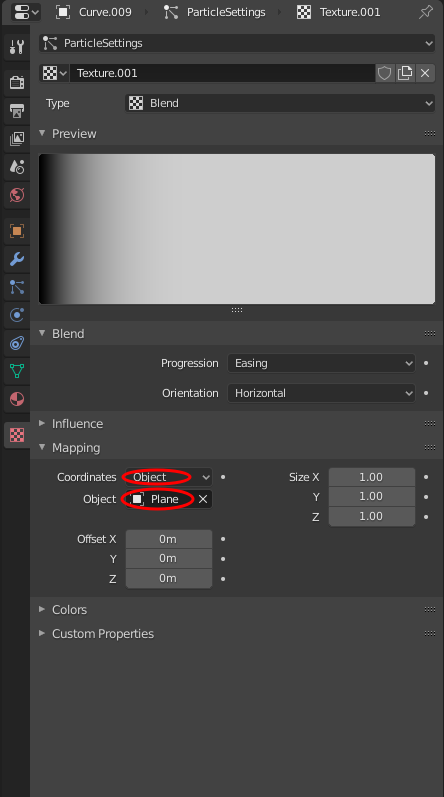 Curve.009 ParticleSettings Texture.001
ParticleSettings
Texture.001
Type Blend
Preview
Blend
Progression Easing
Orientation Horizontal
Influence
Mapping
Coordinates Object Size X 1.00
Object Plane Y 1.00
Z 1.00
Offset X 0m
Y 0m
Z 0m
Colors
Custom Properties